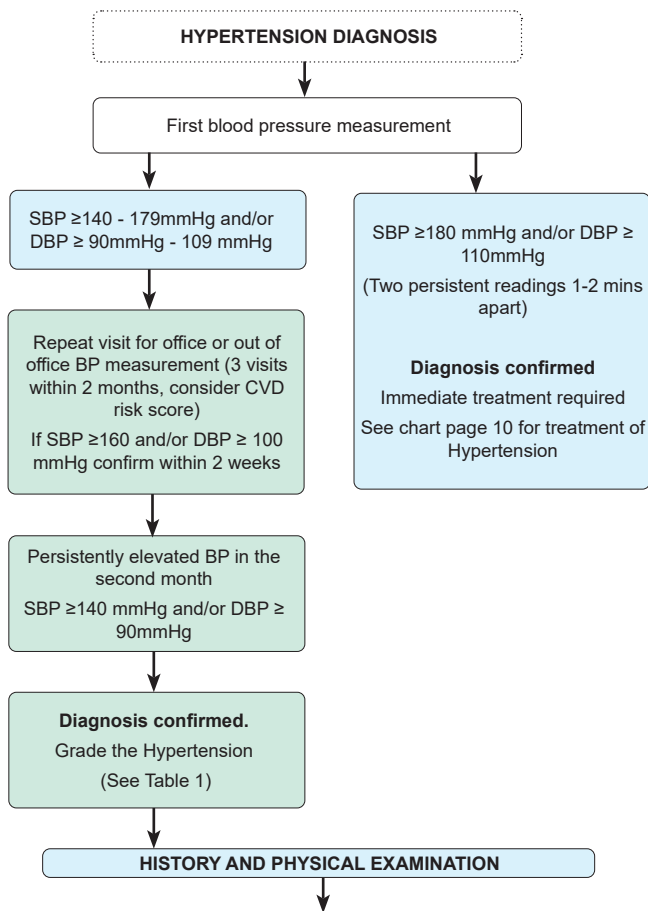 HYPERTENSION DIAGNOSIS
First blood pressure measurement
SBP ≥140 - 179mmHg and/or
DBP ≥ 90mmHg - 109 mmHg
SBP ≥180 mmHg and/or DBP ≥
110mmHg
(Two persistent readings 1-2 mins
apart)
Diagnosis confirmed
Immediate treatment required
See chart page 10 for treatment of
Hypertension
Repeat visit for office or out of
office BP measurement (3 visits
within 2 months, consider CVD
risk score)
If SBP ≥160 and/or DBP ≥ 100
mmHg confirm within 2 weeks
Persistently elevated BP in the
second month
SBP ≥140 mmHg and/or DBP ≥
90mmHg
Diagnosis confirmed.
Grade the Hypertension
(See Table 1)
HISTORY AND PHYSICAL EXAMINATION